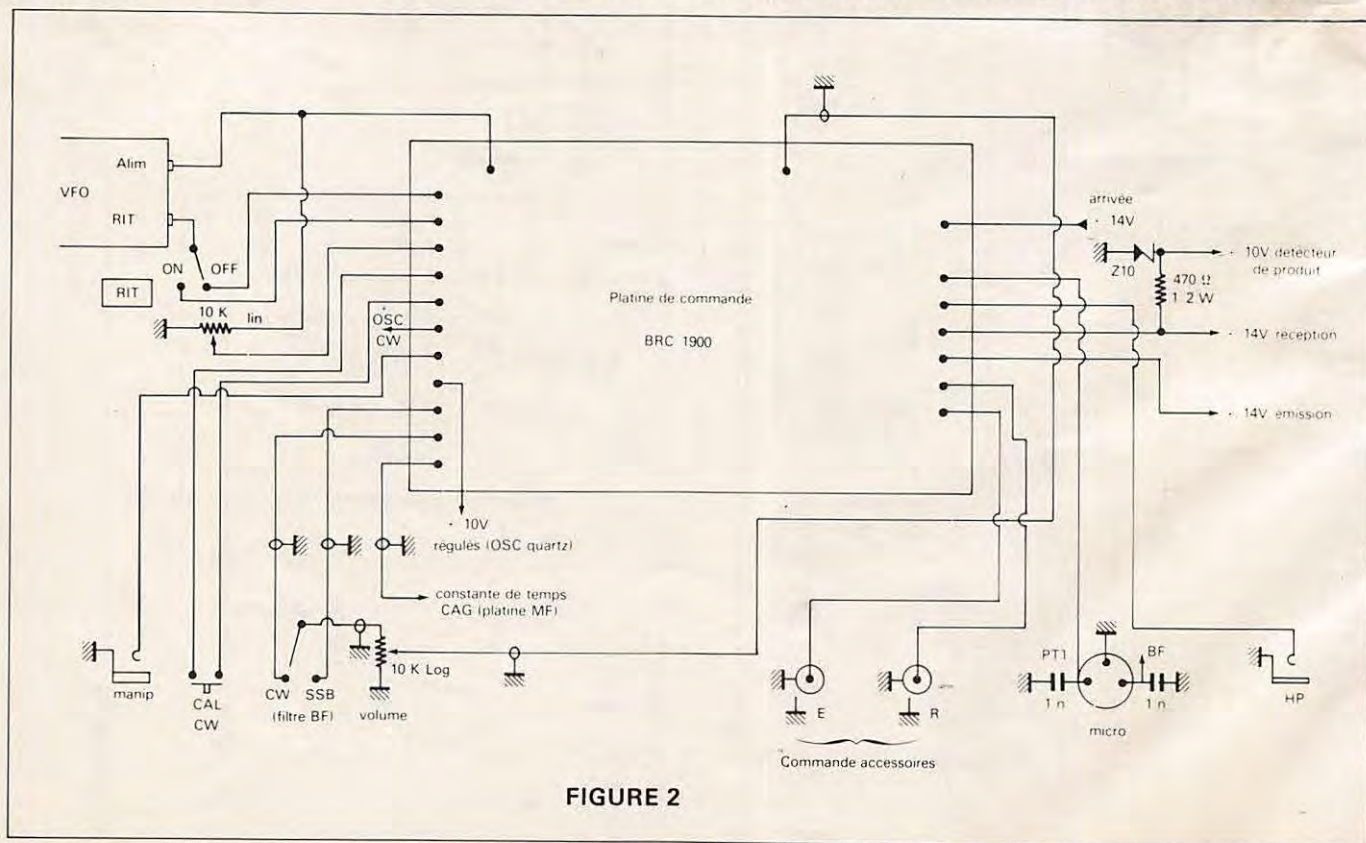 Alim
VFO
RIT
ON OFF
RIT
10 K lin
OSC
CW
Platine de commande
BRC 1900
arrivée
+ 14V
Z10
+ 10V détecteur
de produit
470 Ω
1 2 W
+ 14V réception
+ 14V émission
+ 10V
régulés (OSC quartz)
constante de temps
CAG (platine MF)
manip
CAL
CW
CW SSB
(filtre BF)
10 K Log
volume
E
R
Commande accessoires
PT1
BF
1 n
1 n
micro
HP
FIGURE 2